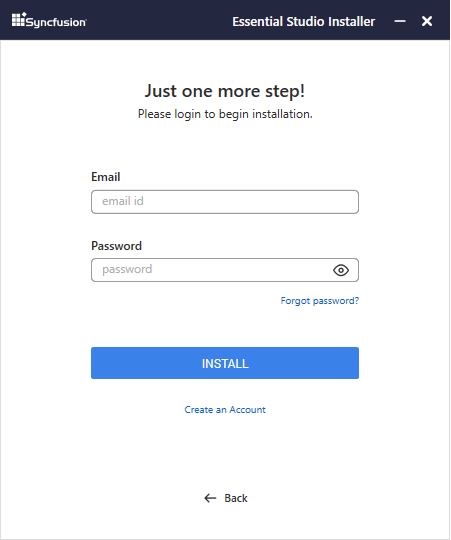 Syncfusion
Essential Studio Installer
Just one more step!
Please login to begin installation.
Email
email id
Password
password
Forgot password?
INSTALL
Create an Account
Back